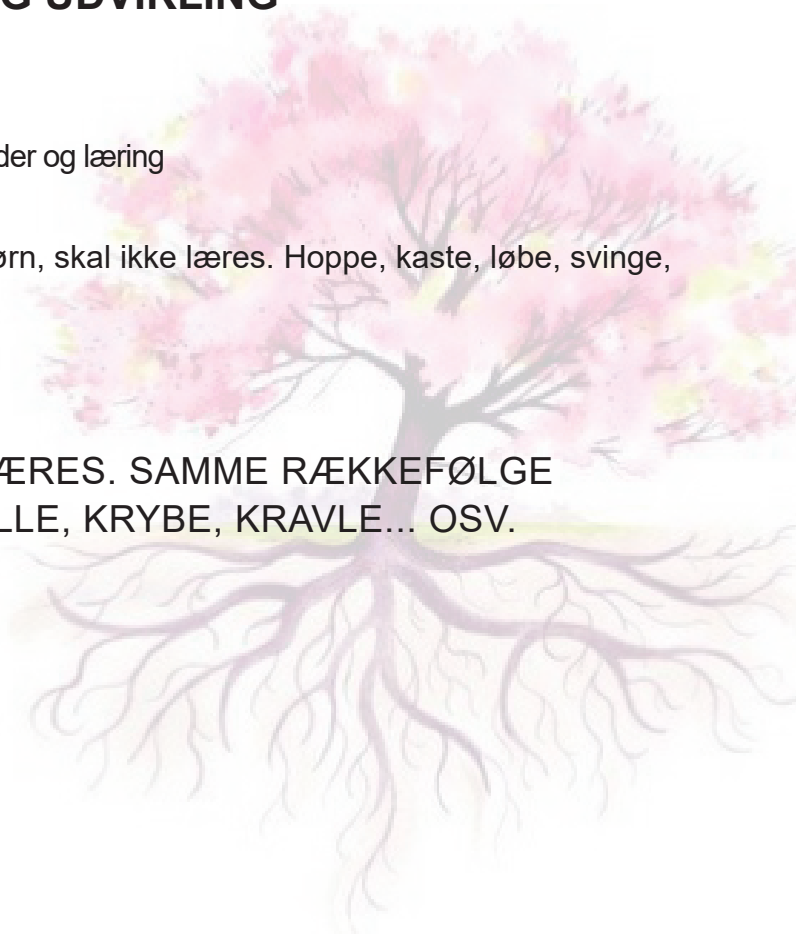 G UDVIKLING
der og læring
ørn, skal ikke læres. Hoppe, kaste, løbe, svinge,
ÆRES. SAMME RÆKKEFØLGE
LLE, KRYBE, KRAVLE... OSV.